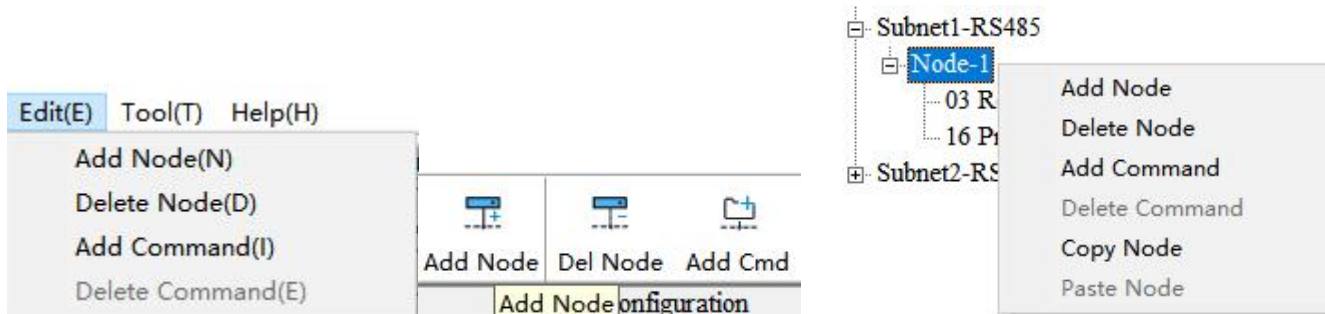 Edit(E) Tool(T) Help(H)
Add Node(N)
Delete Node(D)
Add Command(I)
Delete Command(E)
Add Node Del Node Add Cmd
Add Node onfiguration
Subnet1-RS485
Node-1
03 R
16 Pr
Subnet2-RS
Add Node
Delete Node
Add Command
Delete Command
Copy Node
Paste Node